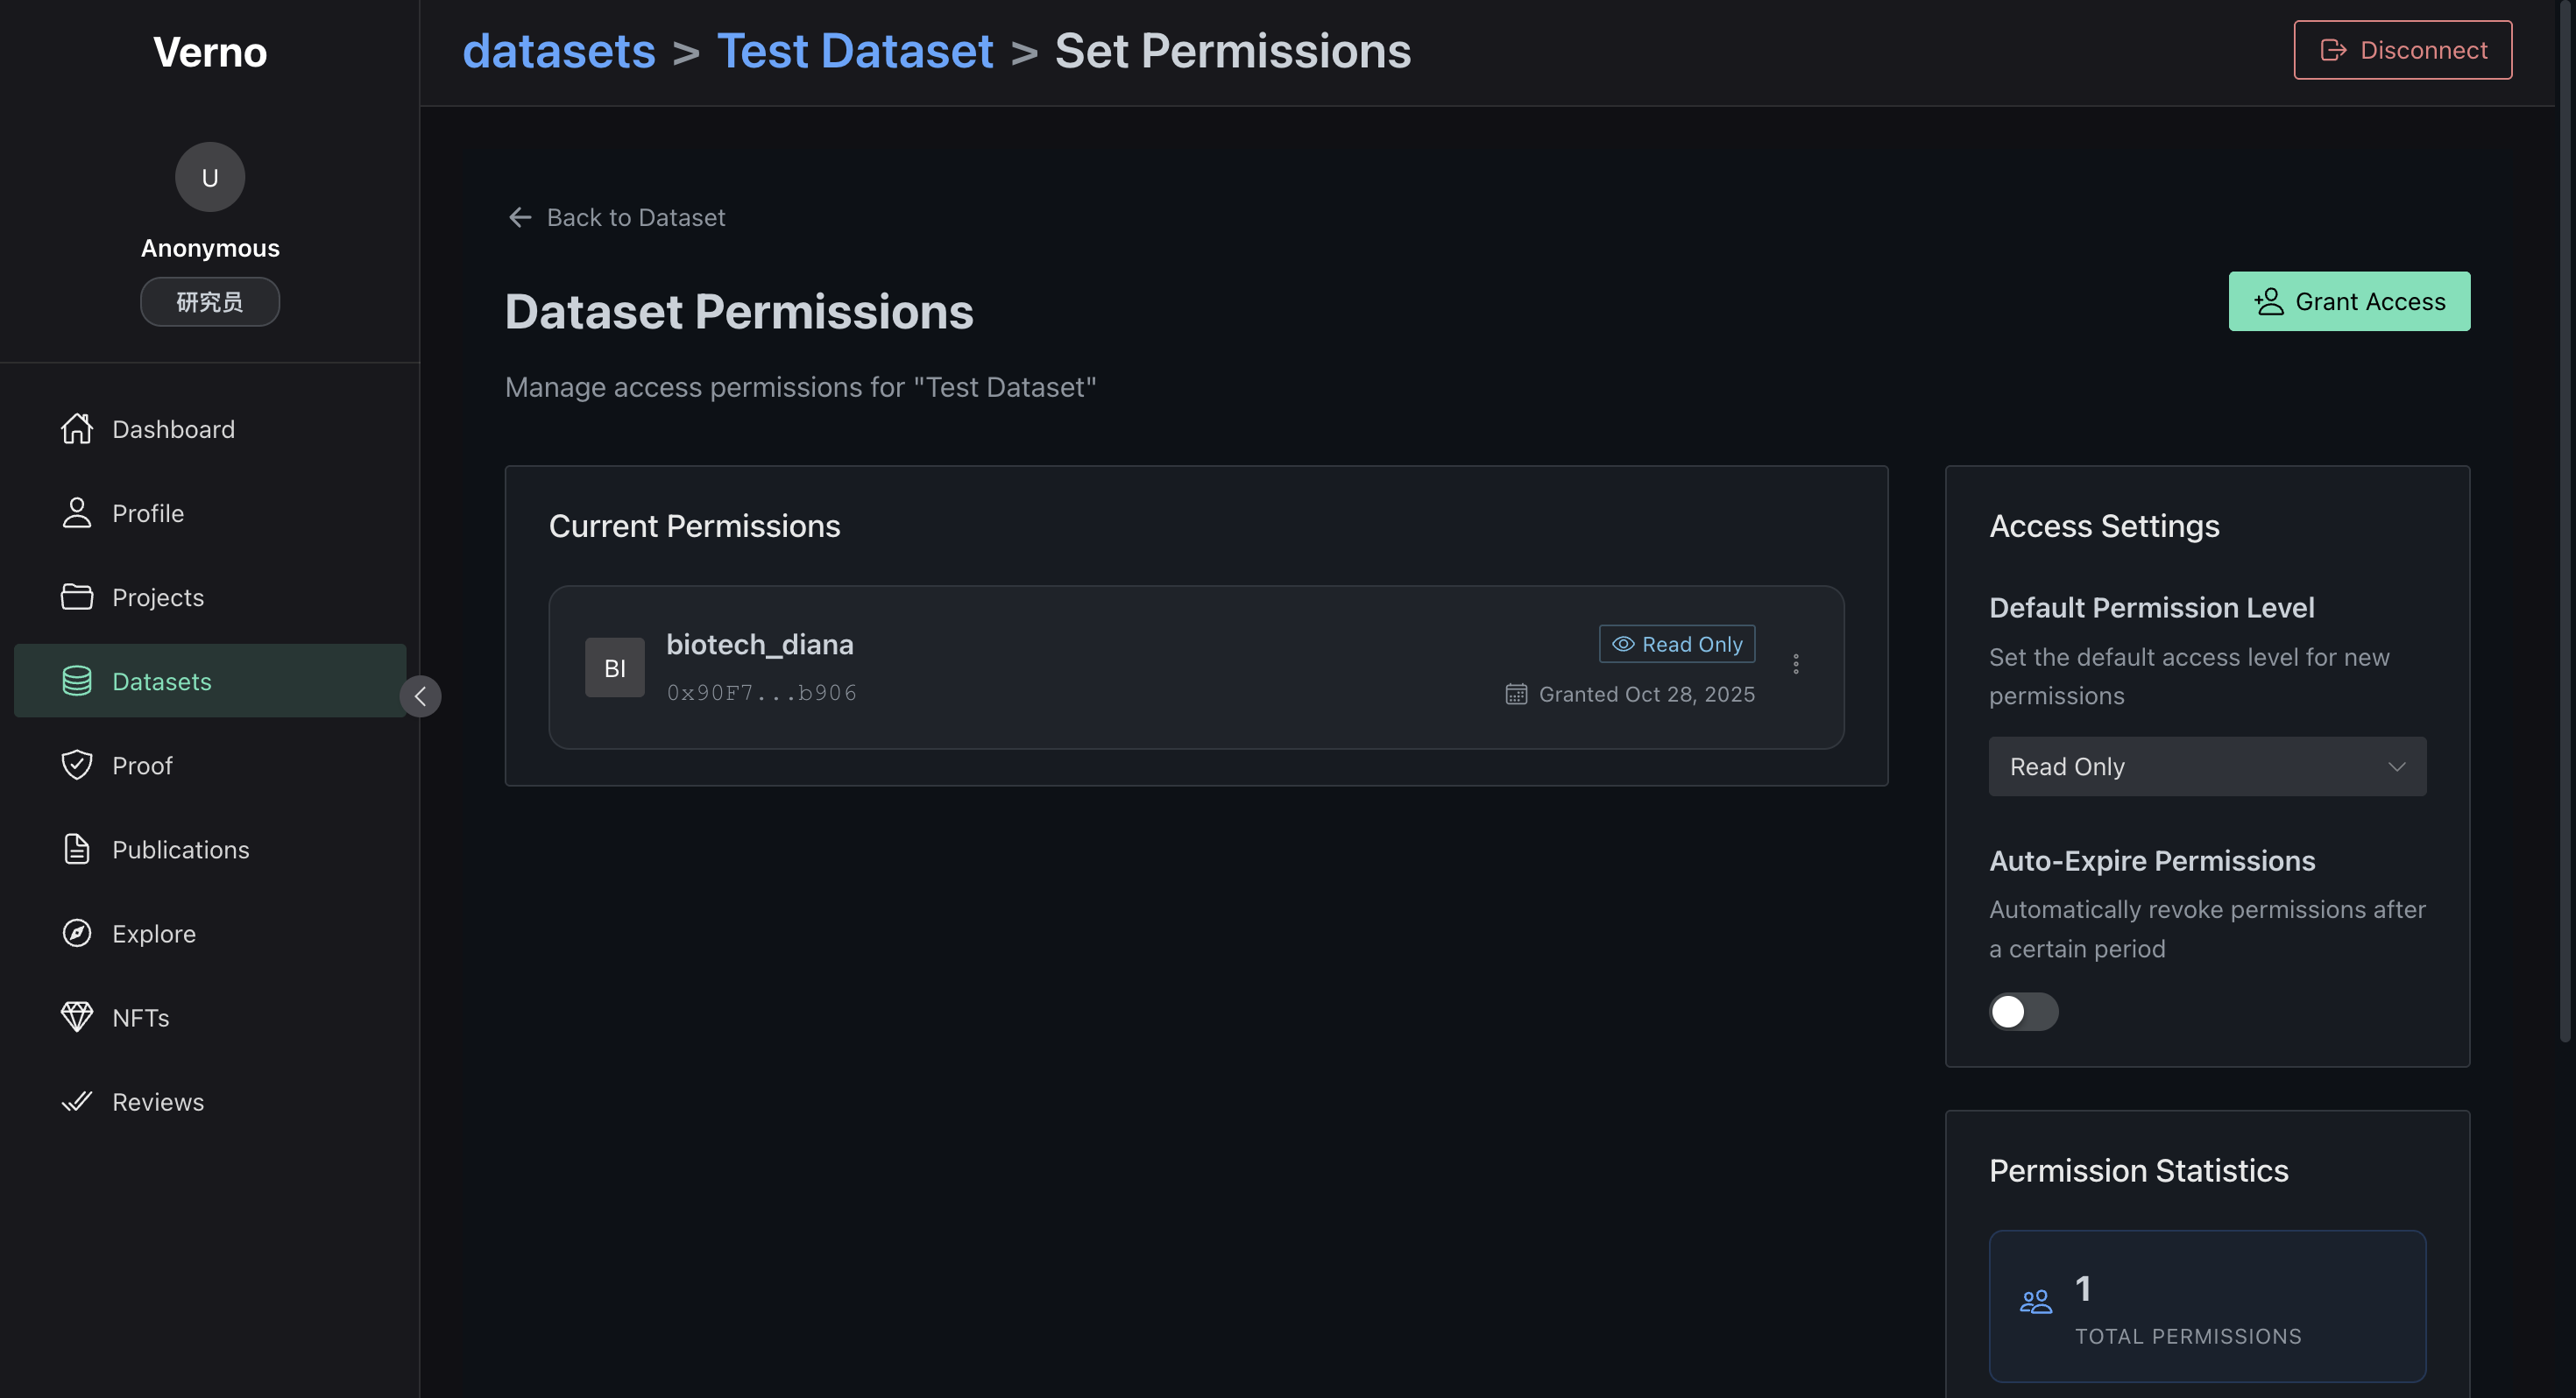 Verno
U
Anonymous
研究员
Dashboard
Profile
Projects
Datasets
Proof
Publications
Explore
NFTs
Reviews
datasets > Test Dataset > Set Permissions
Disconnect
Back to Dataset
Dataset Permissions
Grant Access
Manage access permissions for "Test Dataset"
Current Permissions
BI
biotech_diana
0x90F7...b906
Read Only
Granted Oct 28, 2025
Access Settings
Default Permission Level
Set the default access level for new
permissions
Read Only
Auto-Expire Permissions
Automatically revoke permissions after
a certain period
Permission Statistics
1
TOTAL PERMISSIONS